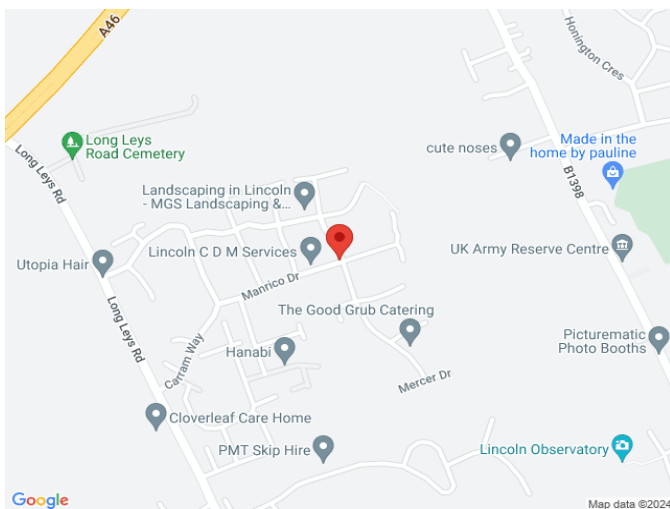 A46
Honington Cres
Long Leys
Road Cemetery
Made in the
home by pauline
cute noses
B1398
Long Leys Rd
Landscaping in Lincoln
- MGS Landscaping &...
Lincoln C D M Services
UK Army Reserve Centre
Utopia Hair
Manrico Dr
The Good Grub Catering
Long Leys Rd
Picturematic
Photo Booths
Hanabi
Carram Way
Mercer Dr
Cloverleaf Care Home
PMT Skip Hire
Lincoln Observatory
Google
Map data ©2024